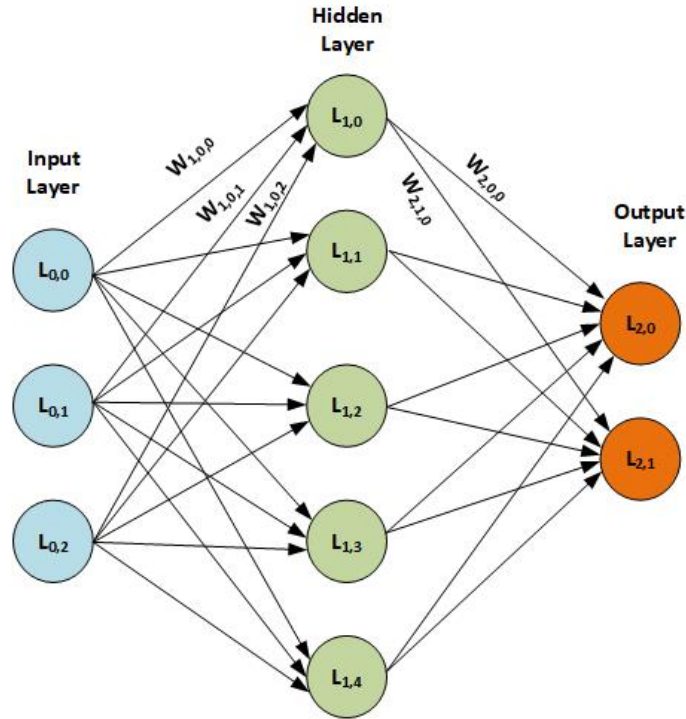 Hidden
Layer
Input
Layer
Output
Layer
W1,0,0
W1,0,1
W1,0,2
W2,0,0
W2,1,0
L0,0
L0,1
L0,2
L1,0
L1,1
L1,2
L1,3
L1,4
L2,0
L2,1